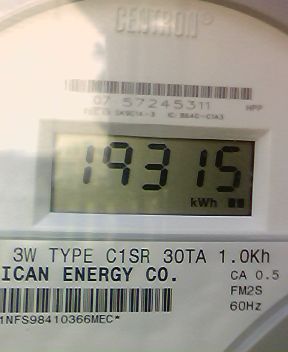 CENTRON®
07 57245311 HPP
19315
kWh
3W TYPE C1SR 30TA 1.0Kh
ICAN ENERGY CO.
CA 0.5
FM2S
60Hz
1NFS98410366MEC*